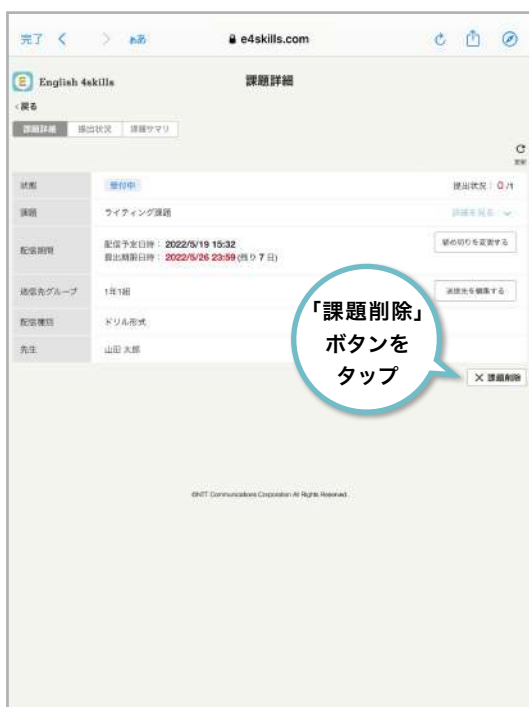 完了
ぁあ
e4skills.com
English 4skills
課題詳細
<戻る
課題詳細 提出状況 課題サマリ
更新
状態 受付中 提出状況：0 /1
課題 ライティング課題 詳細を見る
配信期間
配信予定日時： 2022/5/19 15:32
提出期限日時： 2022/5/26 23:59 (残り 7 日)
締め切りを変更する
送信先グループ 1年1組 送信先を編集する
配信種別 ドリル形式
先生 山田 太郎
「課題削除」
ボタンを
タップ
× 課題削除
©NTT Communications Corporation All Rights Reserved.